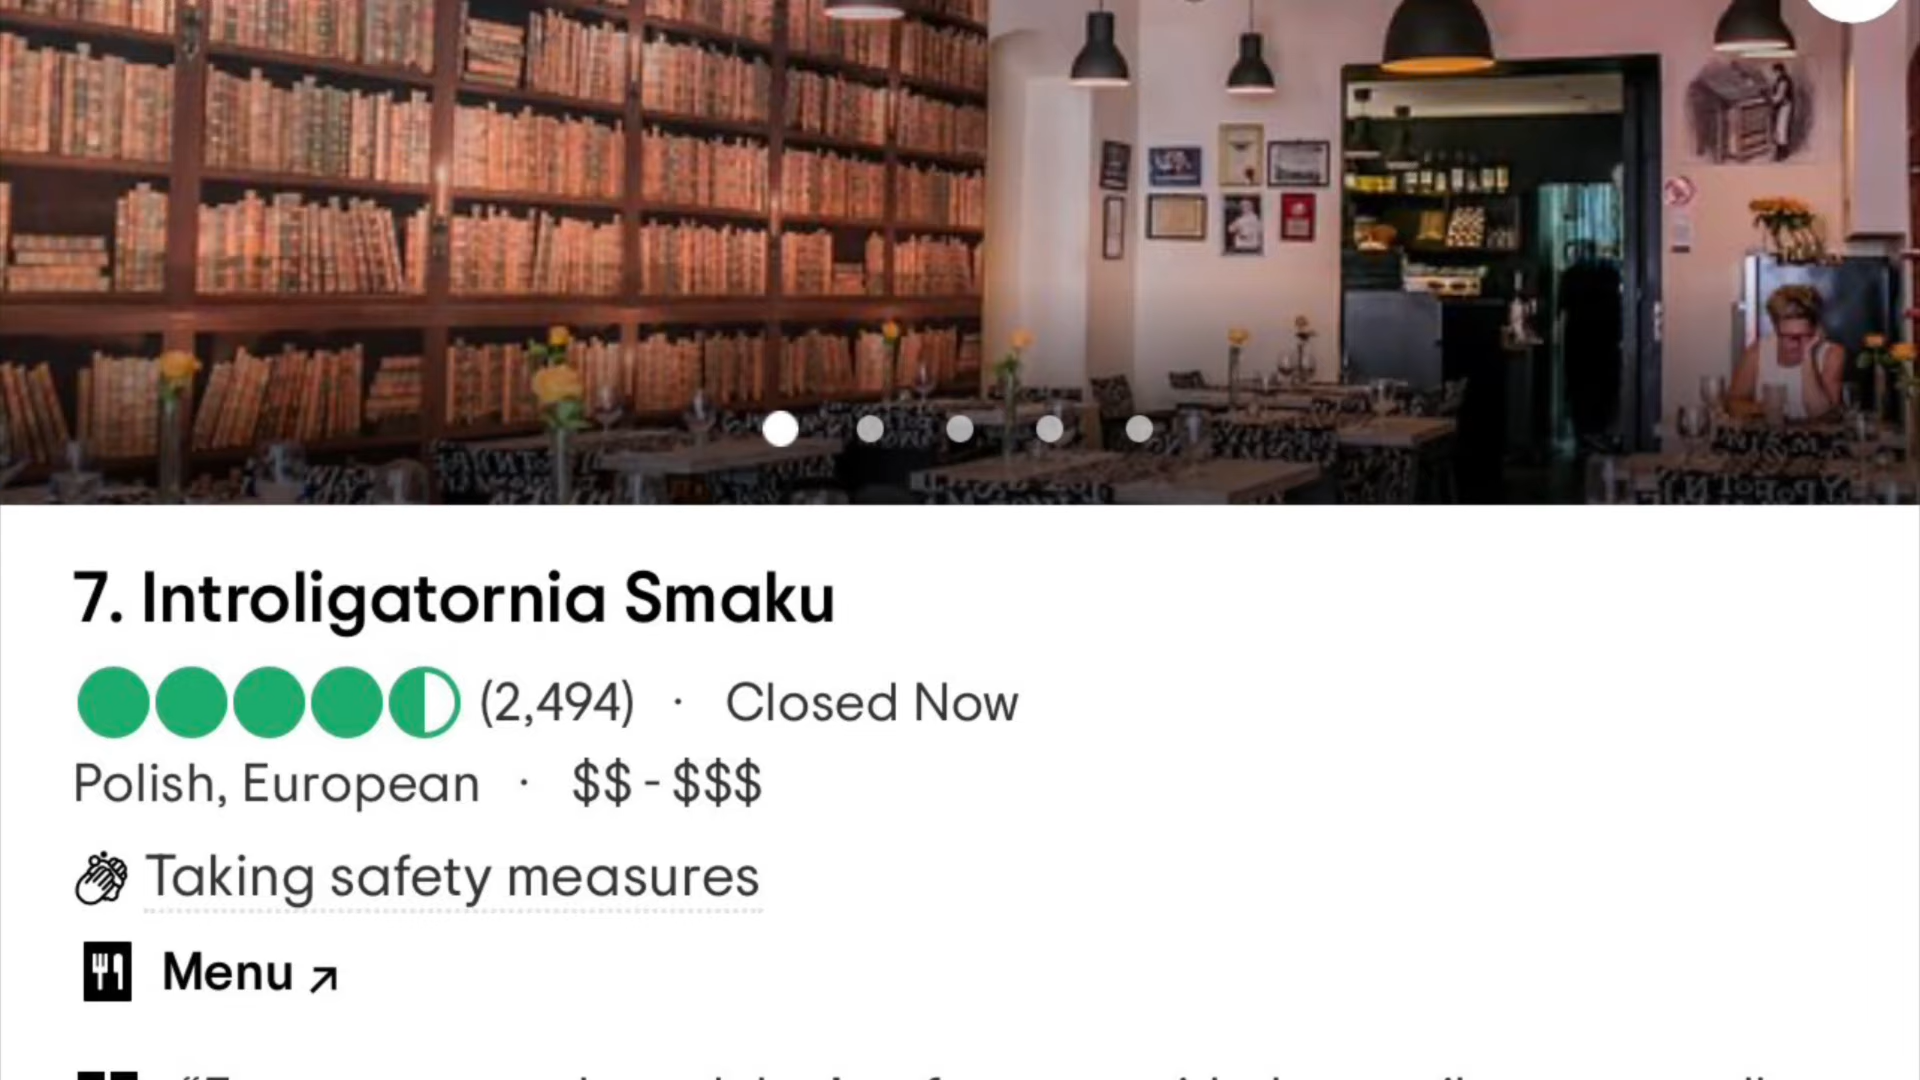 7. Introligatornia Smaku
(2,494) · Closed Now
Polish, European · $$ - $$$
Taking safety measures
Menu ↗